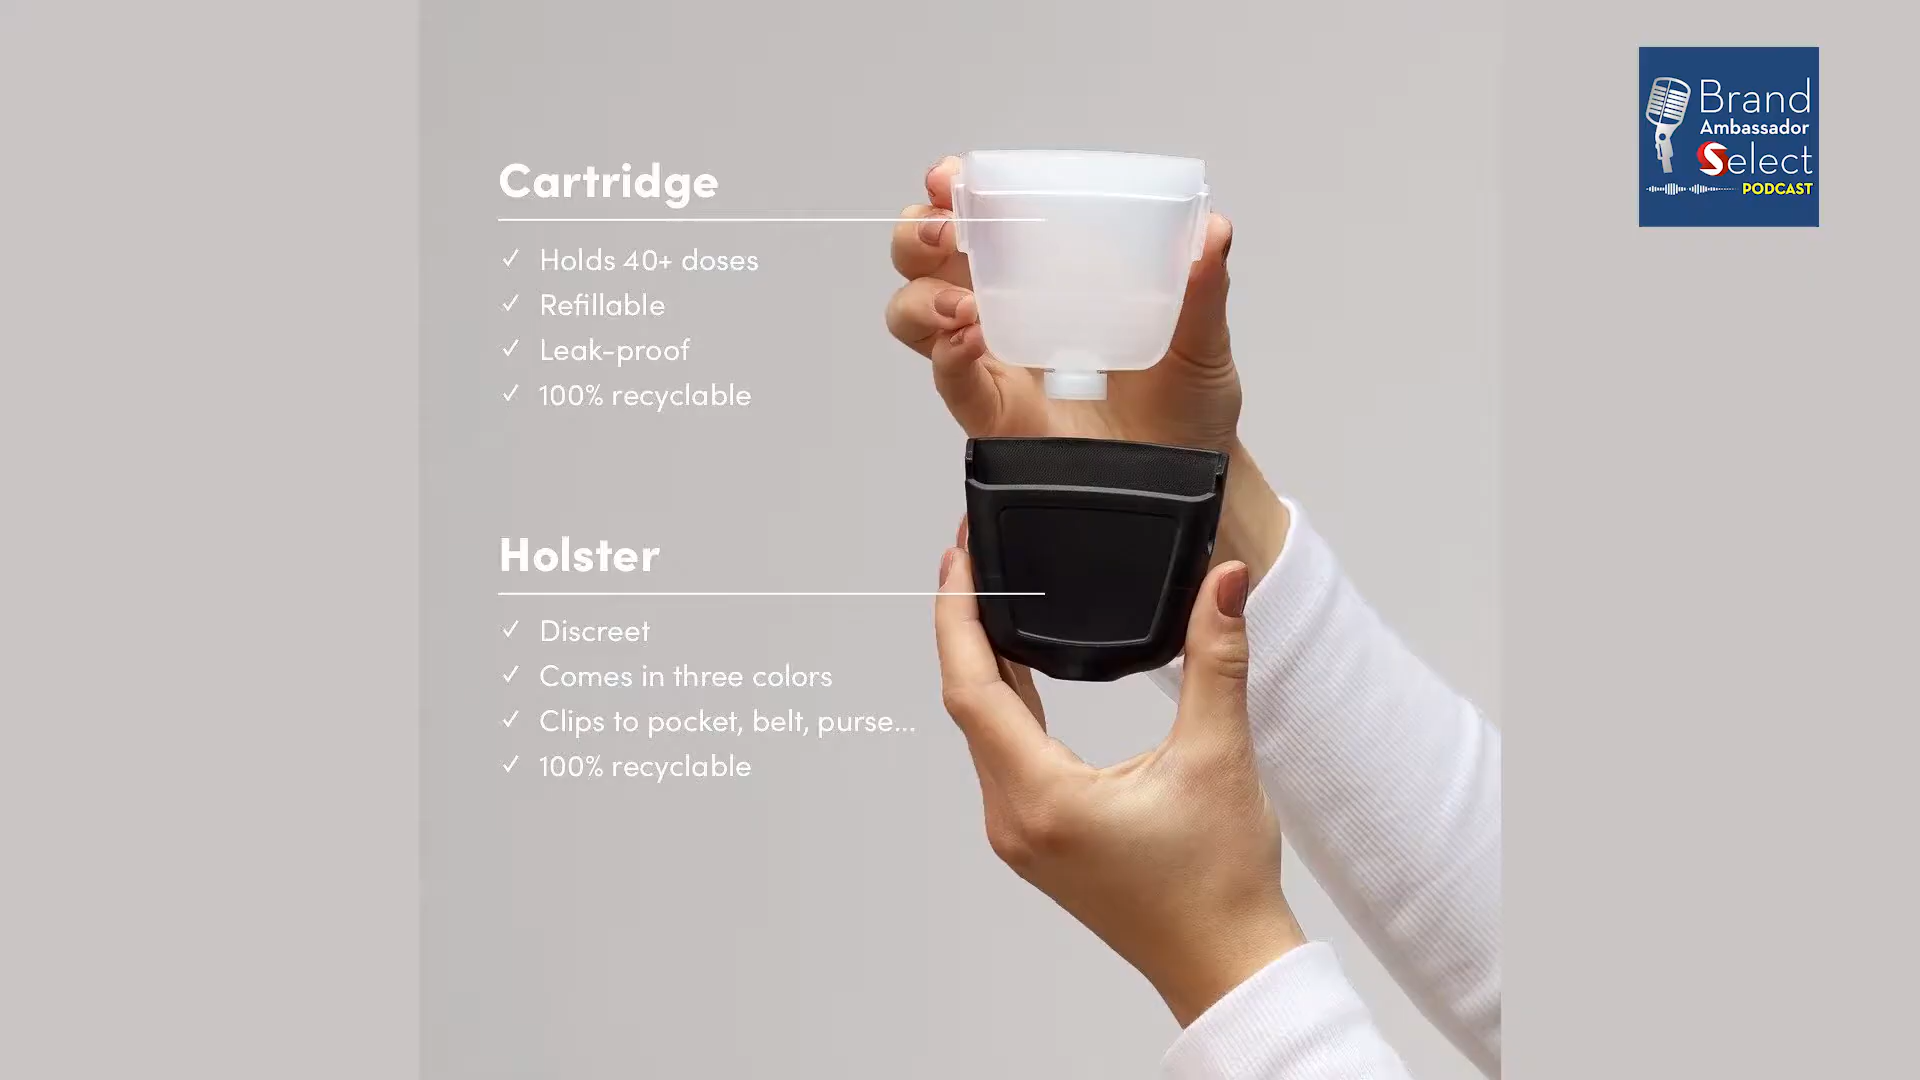 Cartridge
✓ Holds 40+ doses
✓ Refillable
✓ Leak-proof
✓ 100% recyclable
Holster
✓ Discreet
✓ Comes in three colors
✓ Clips to pocket, belt, purse...
✓ 100% recyclable
Brand
Ambassador
Select
PODCAST